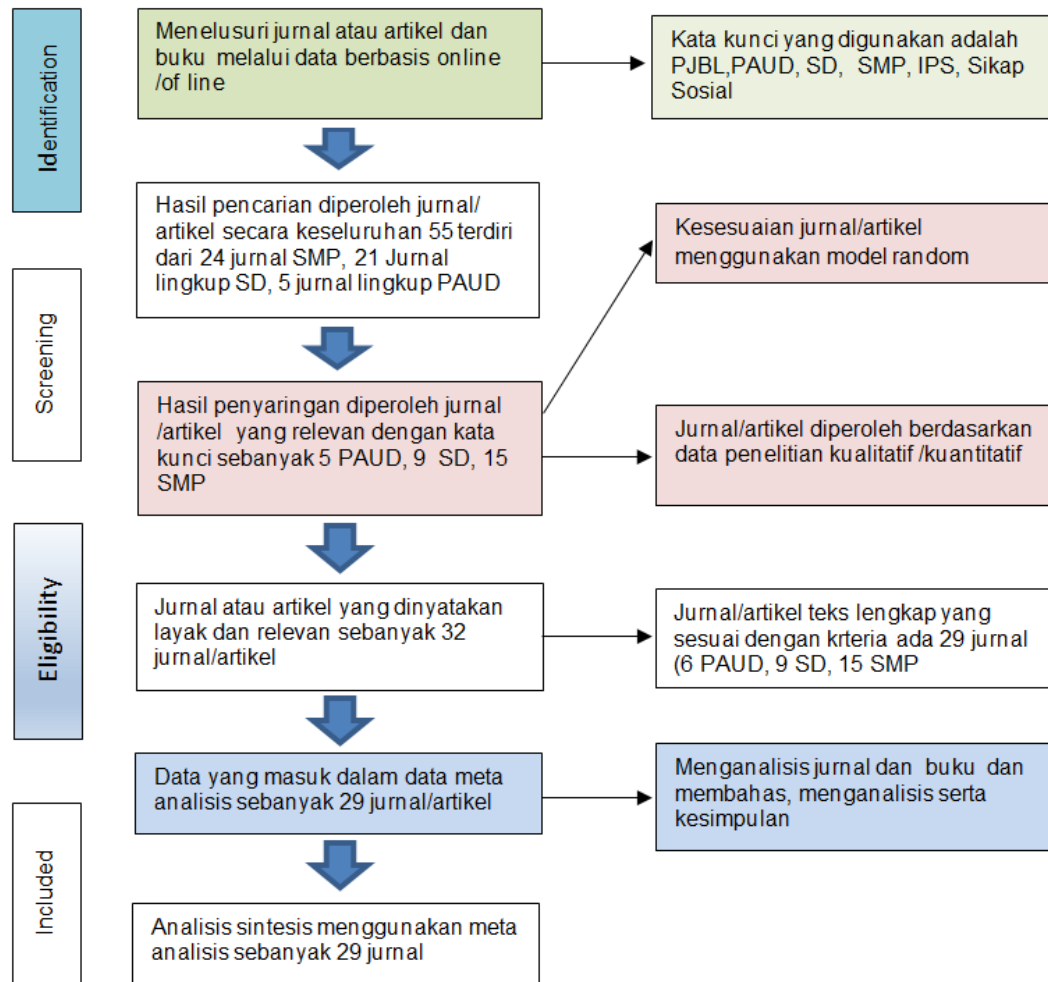 Identification
Menelusuri jurnal atau artikel dan
buku melalui data berbasis online
/of line
Kata kunci yang digunakan adalah
PJBL,PAUD, SD, SMP, IPS, Sikap
Sosial
Hasil pencarian diperoleh jurnal/
artikel secara keseluruhan 55 terdiri
dari 24 jurnal SMP, 21 Jurnal
lingkup SD, 5 jurnal lingkup PAUD
Screening
Kesesuaian jurnal/artikel
menggunakan model random
Hasil penyaringan diperoleh jurnal
/artikel yang relevan dengan kata
kunci sebanyak 5 PAUD, 9 SD, 15
SMP
Jurnal/artikel diperoleh berdasarkan
data penelitian kualitatif /kuantitatif
Eligibility
Jurnal atau artikel yang dinyatakan
layak dan relevan sebanyak 32
jurnal/artikel
Jurnal/artikel teks lengkap yang
sesuai dengan krteria ada 29 jurnal
(6 PAUD, 9 SD, 15 SMP
Data yang masuk dalam data meta
analisis sebanyak 29 jurnal/artikel
Menganalisis jurnal dan buku dan
membahas, menganalisis serta
kesimpulan
Included
Analisis sintesis menggunakan meta
analisis sebanyak 29 jurnal